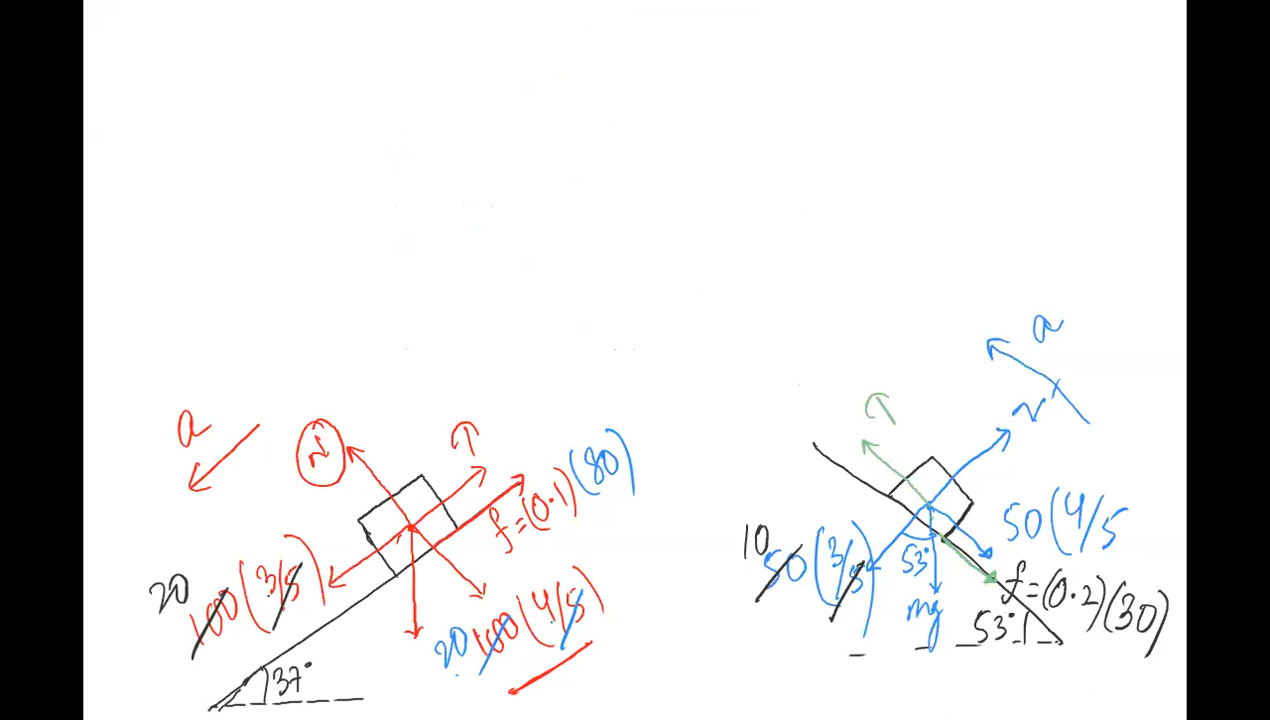 a
N
T
f=(0.1)(80)
20
100(3/5)
20 100(4/5)
37°
a
N
T
50(4/5
10
50(3/5)
53°
mg
f=(0.2)(30)
53°